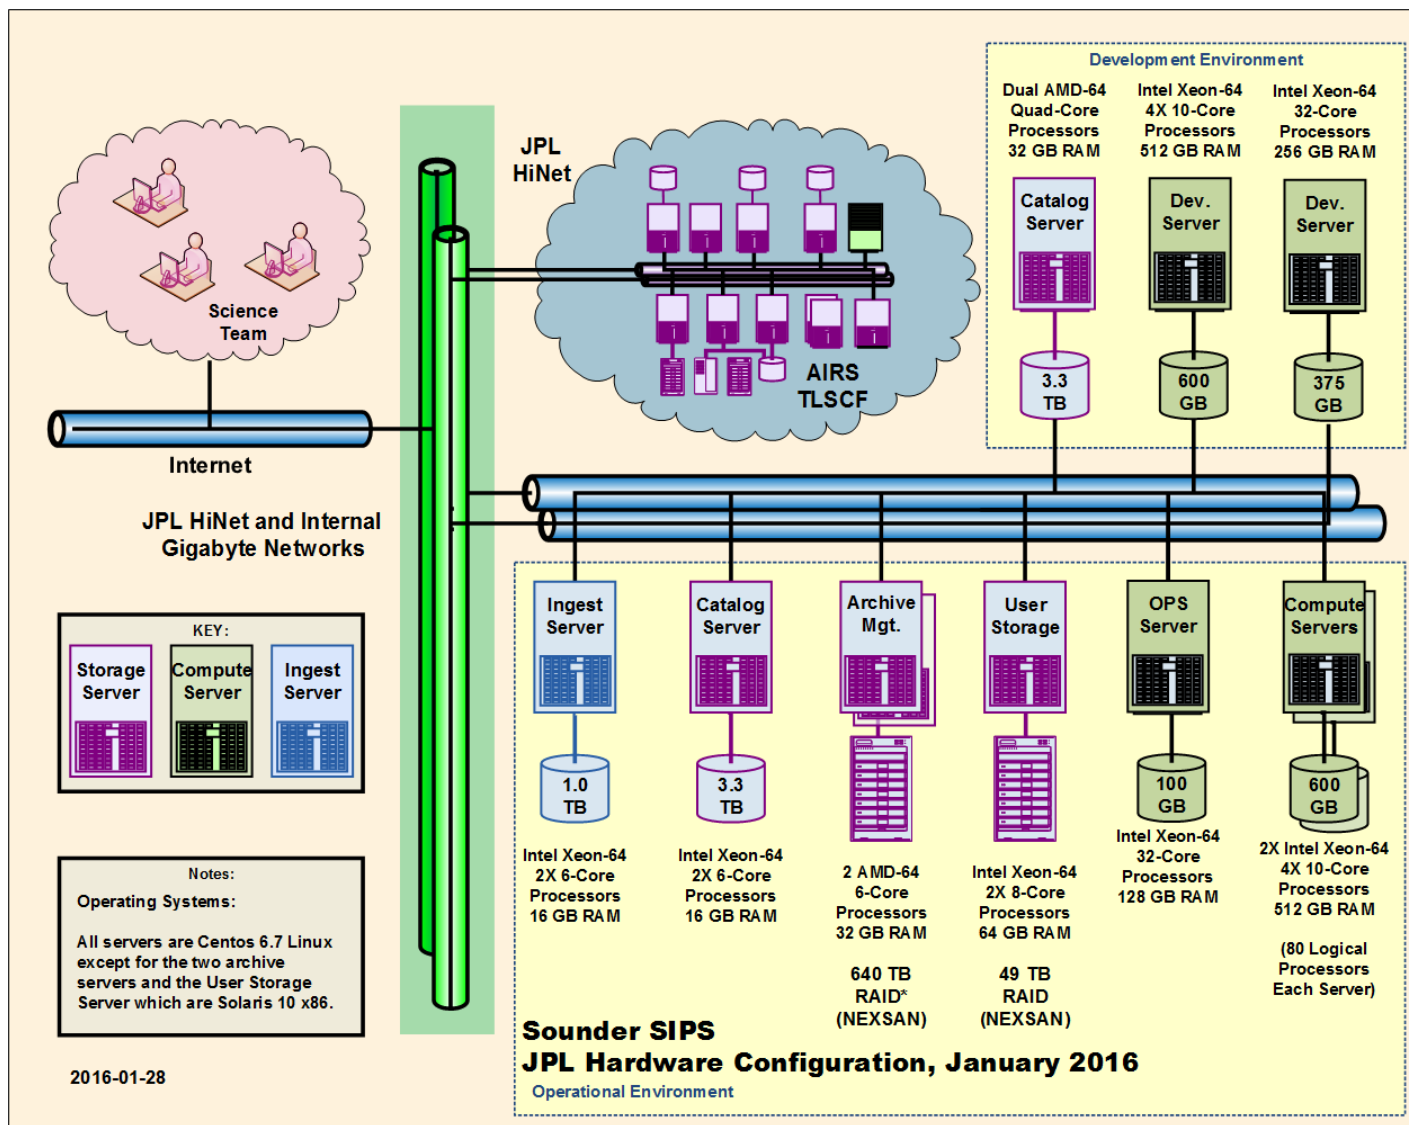 Development Environment
Dual AMD-64
Quad-Core
Processors
32 GB RAM
Intel Xeon-64
4X 10-Core
Processors
512 GB RAM
Intel Xeon-64
32-Core
Processors
256 GB RAM
Catalog
Server
Dev.
Server
Dev.
Server
3.3
TB
600
GB
375
GB
JPL
HiNet
AIRS
TLSCF
Science
Team
Internet
JPL HiNet and Internal
Gigabyte Networks
KEY:
Storage
Server
Compute
Server
Ingest
Server
Notes:
Operating Systems:
All servers are Centos 6.7 Linux
except for the two archive
servers and the User Storage
Server which are Solaris 10 x86.
2016-01-28
Ingest
Server
Catalog
Server
Archive
Mgt.
User
Storage
OPS
Server
Compute
Servers
1.0
TB
3.3
TB
100
GB
600
GB
Intel Xeon-64
2X 6-Core
Processors
16 GB RAM
Intel Xeon-64
2X 6-Core
Processors
16 GB RAM
2 AMD-64
6-Core
Processors
32 GB RAM
640 TB
RAID*
(NEXSAN)
Intel Xeon-64
2X 8-Core
Processors
64 GB RAM
49 TB
RAID
(NEXSAN)
Intel Xeon-64
32-Core
Processors
128 GB RAM
2X Intel Xeon-64
4X 10-Core
Processors
512 GB RAM
(80 Logical
Processors
Each Server)
Sounder SIPS
JPL Hardware Configuration, January 2016
Operational Environment